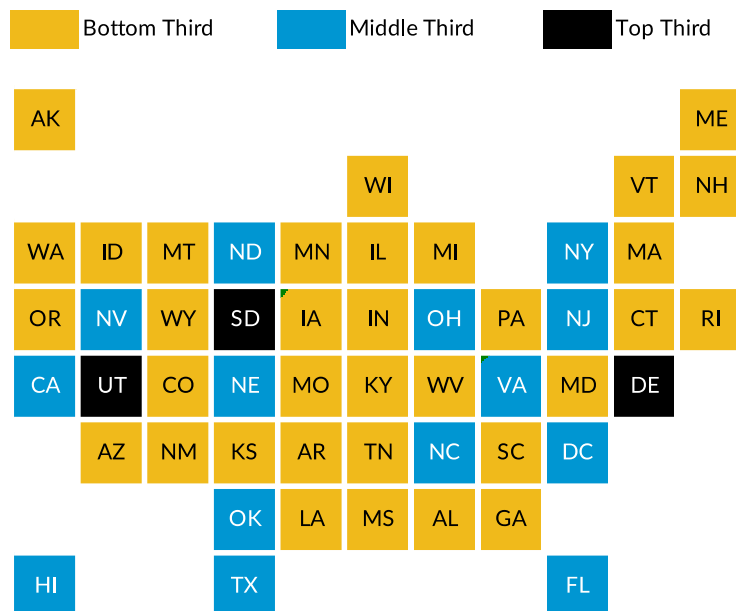 Bottom Third Middle Third Top Third
AK ME
WI VT NH
WA ID MT ND MN IL MI NY MA
OR NV WY SD IA IN OH PA NJ CT RI
CA UT CO NE MO KY WV VA MD DE
AZ NM KS AR TN NC SC DC
OK LA MS AL GA
HI TX FL